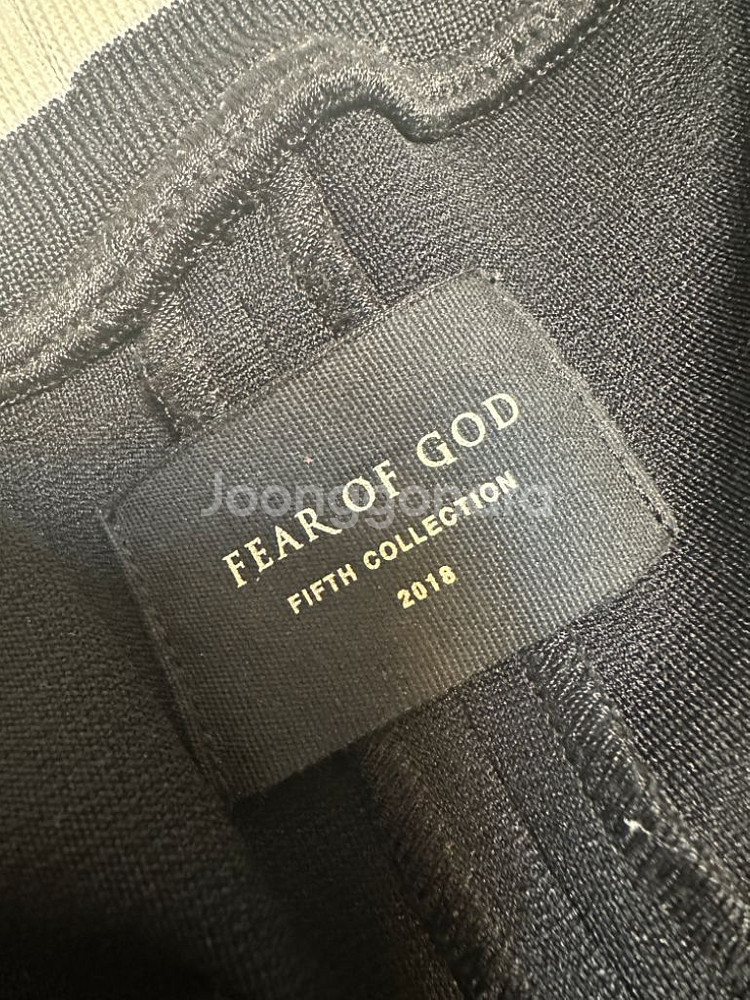 FEAR OF GOD
Joonggonara
FIFTH COLLECTION
2018